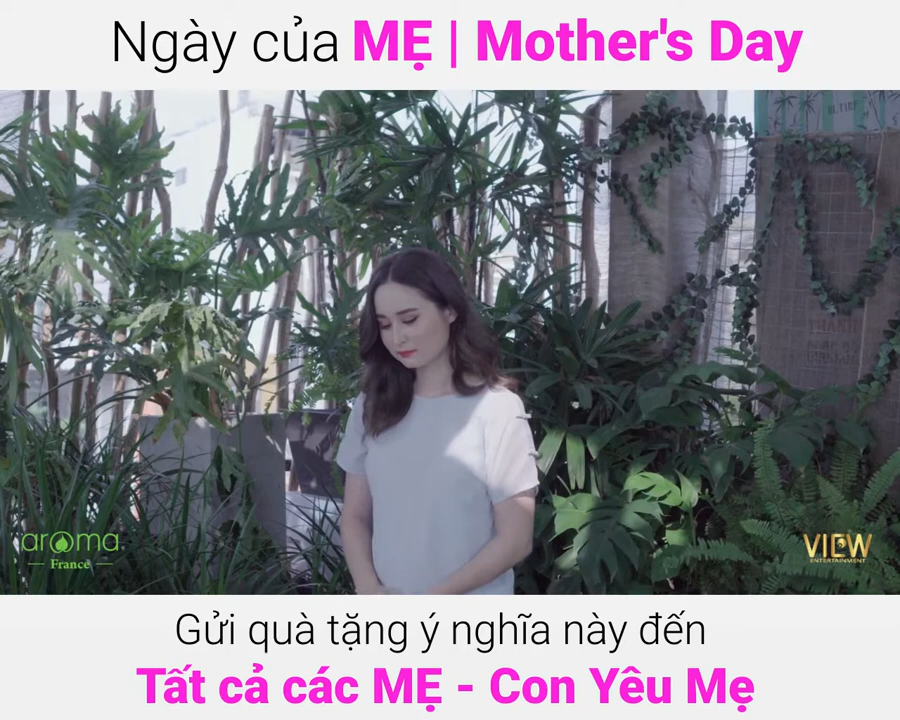 Ngày của MẸ | Mother's Day
aroma
France
VIEW
ENTERTAINMENT
Gửi quà tặng ý nghĩa này đến
Tất cả các MẸ - Con Yêu Mẹ